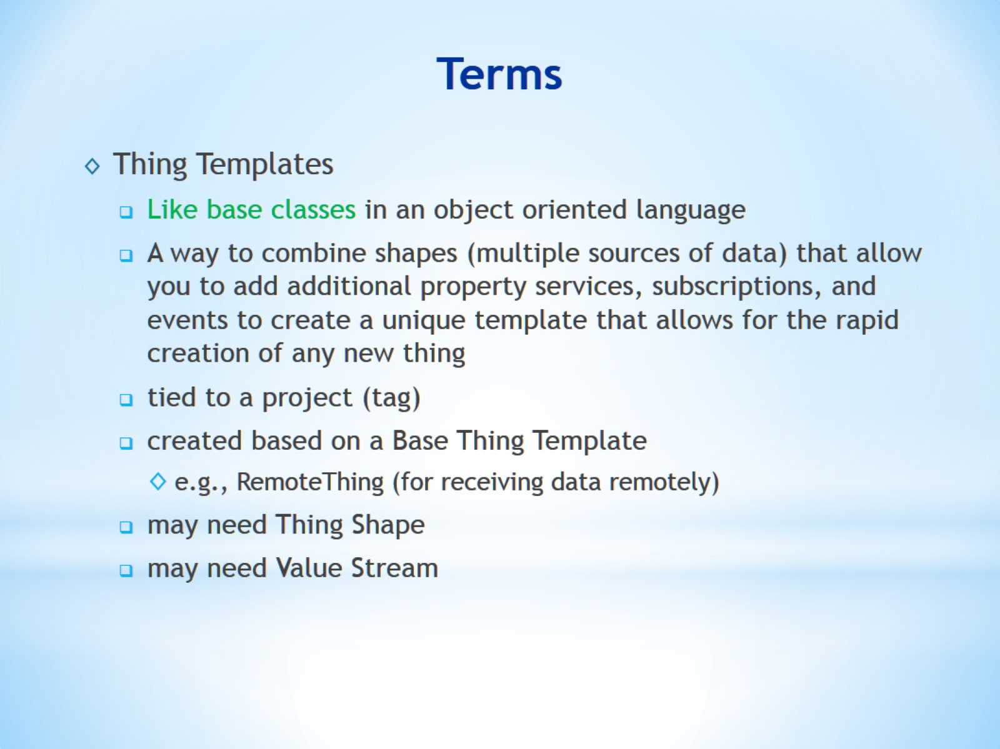 Terms
Thing Templates
Like base classes in an object oriented language
A way to combine shapes (multiple sources of data) that allow
you to add additional property services, subscriptions, and
events to create a unique template that allows for the rapid
creation of any new thing
tied to a project (tag)
created based on a Base Thing Template
e.g., RemoteThing (for receiving data remotely)
may need Thing Shape
may need Value Stream